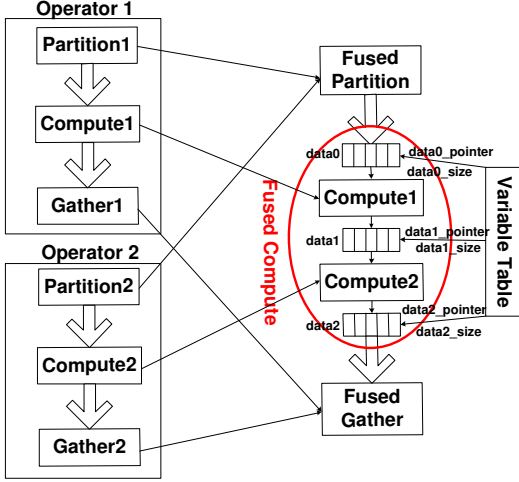 Operator 1
Partition1
Compute1
Gather1
Operator 2
Partition2
Compute2
Gather2
Fused
Partition
data0
data0_pointer
data0_size
Compute1
data1
data1_pointer
data1_size
Compute2
data2
data2_pointer
data2_size
Fused Compute
Variable Table
Fused
Gather